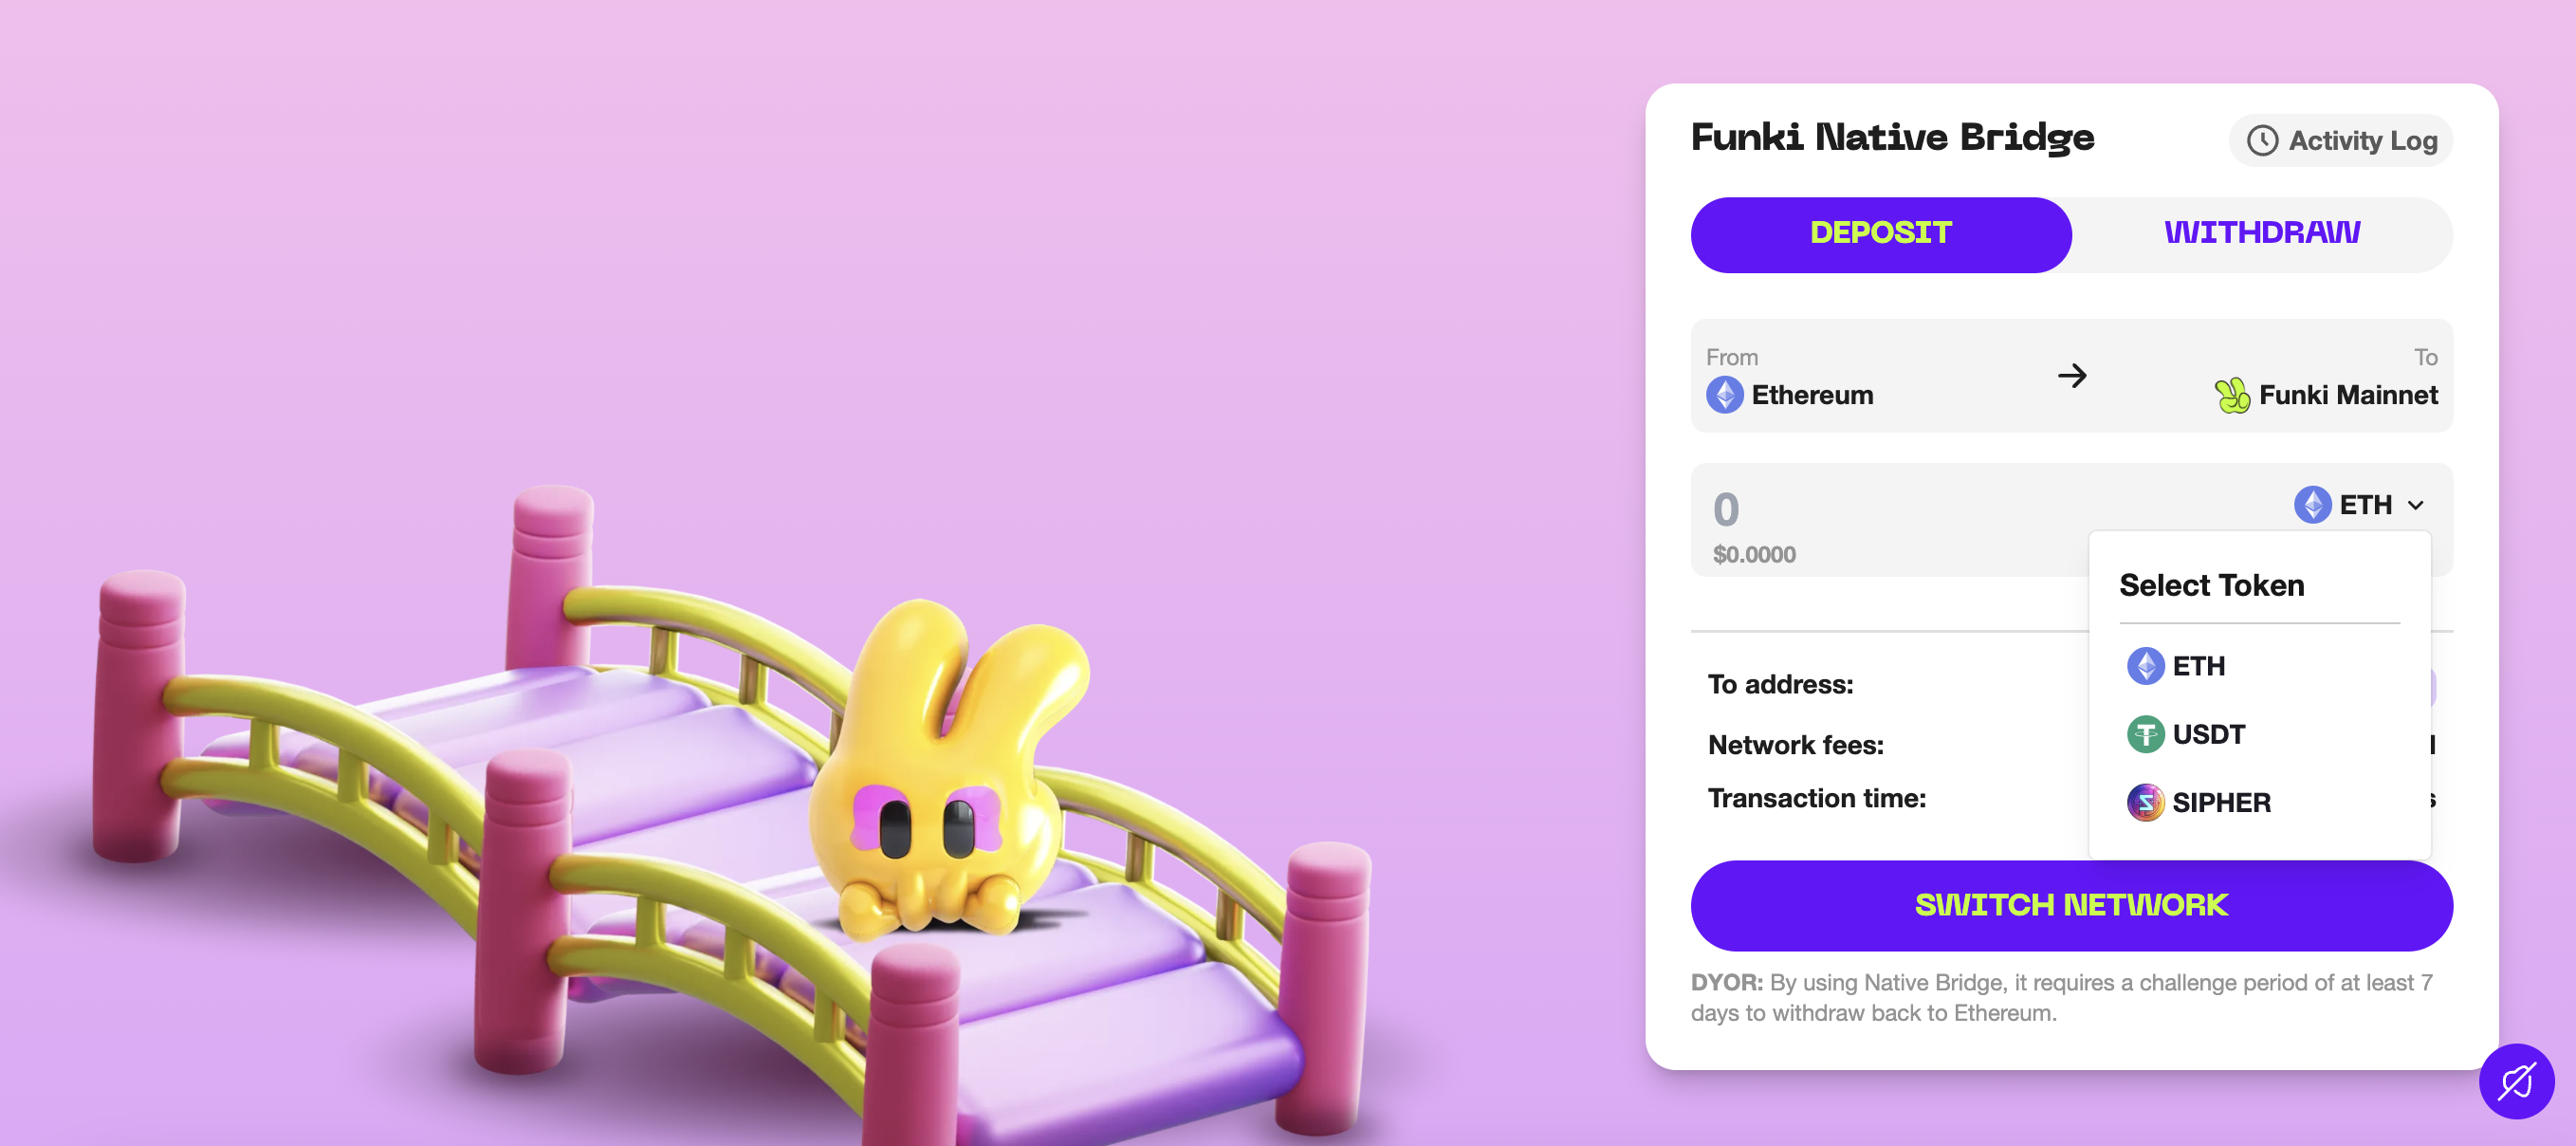 Funki Native Bridge
Activity Log
DEPOSIT
WITHDRAW
From
To
Ethereum
Funki Mainnet
0
ETH
$0.0000
Select Token
ETH
USDT
SIPHER
To address:
Network fees:
Transaction time:
SWITCH NETWORK
DYOR: By using Native Bridge, it requires a challenge period of at least 7
days to withdraw back to Ethereum.